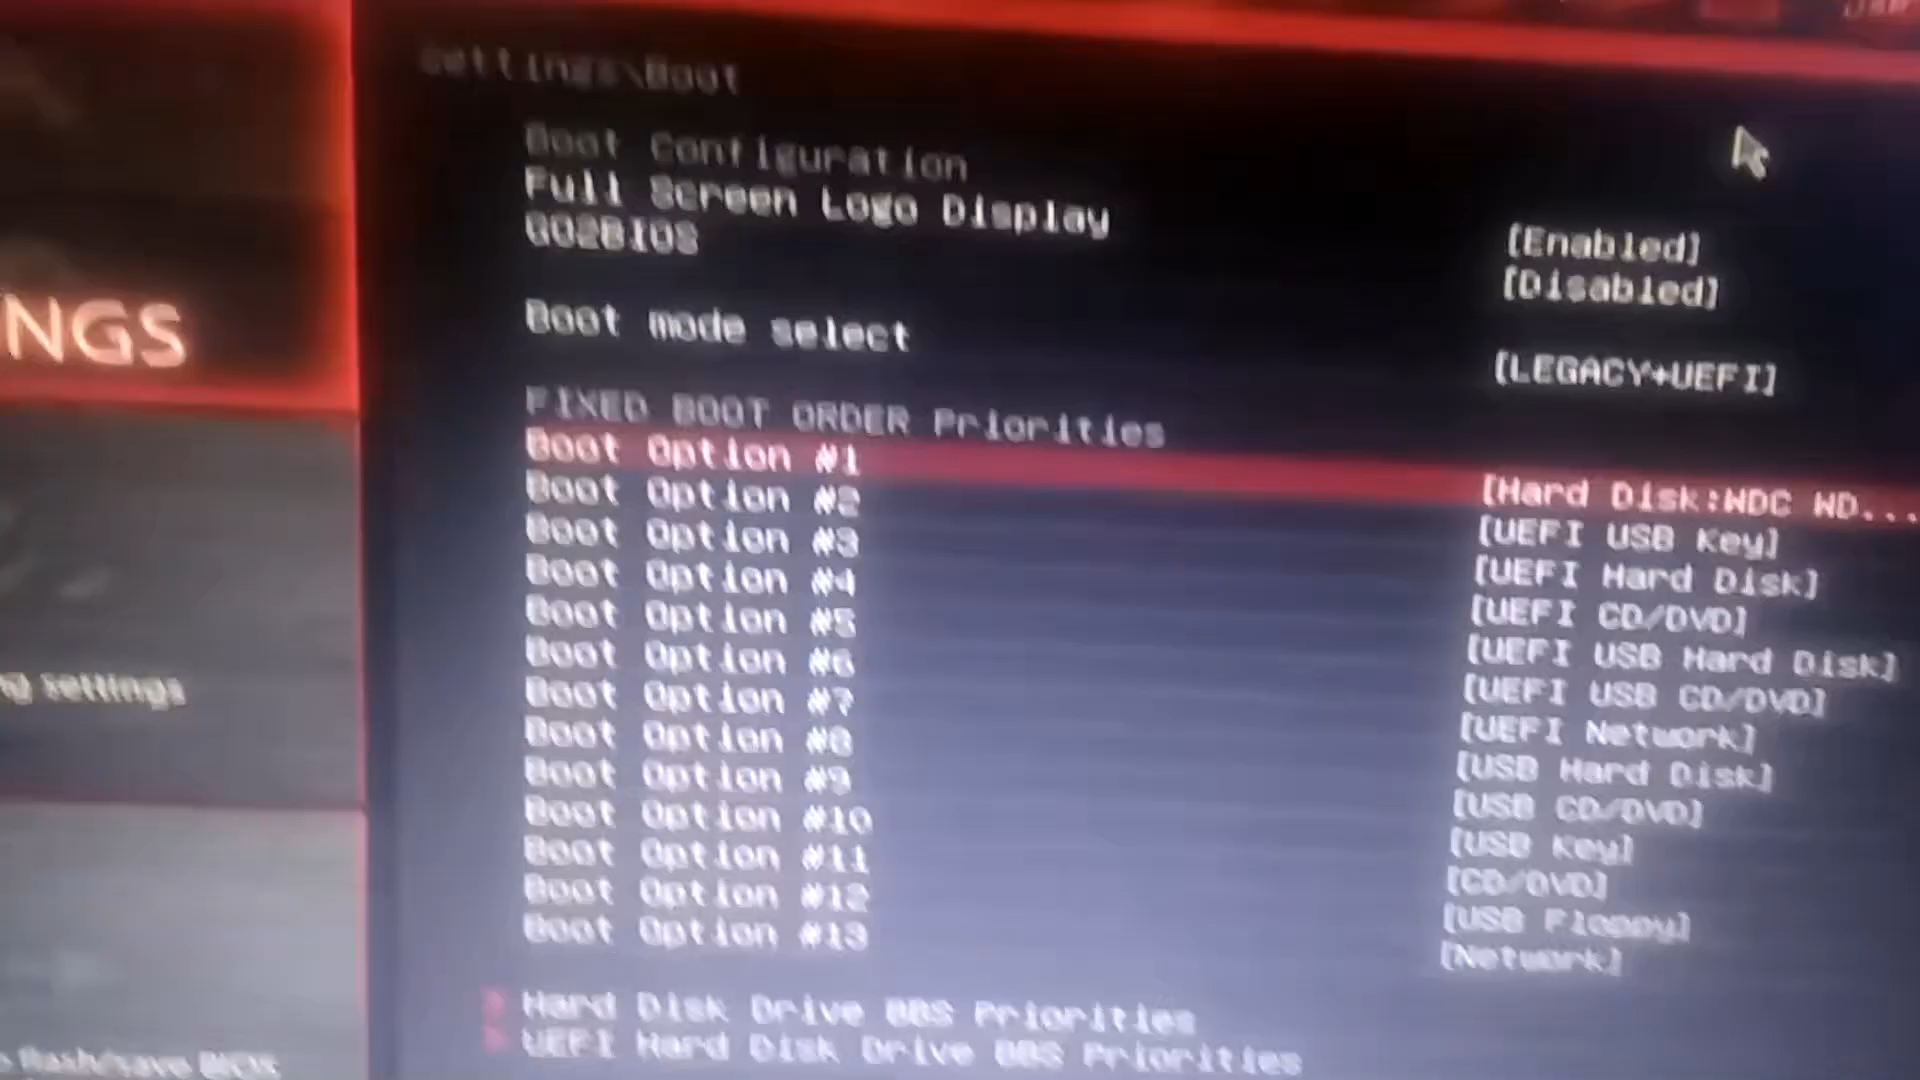 Settings\Boot
Boot Configuration
Full Screen Logo Display [Enabled]
GO2BIOS [Disabled]
Boot mode select [LEGACY+UEFI]
FIXED BOOT ORDER Priorities
Boot Option #1 [Hard Disk:WDC WD...
Boot Option #2 [UEFI USB Key]
Boot Option #3 [UEFI Hard Disk]
Boot Option #4 [UEFI CD/DVD]
Boot Option #5 [UEFI USB Hard Disk]
Boot Option #6 [UEFI USB CD/DVD]
Boot Option #7 [UEFI Network]
Boot Option #8 [USB Hard Disk]
Boot Option #9 [USB CD/DVD]
Boot Option #10 [USB Key]
Boot Option #11 [CD/DVD]
Boot Option #12 [USB Floppy]
Boot Option #13 [Network]
Hard Disk Drive BBS Priorities
UEFI Hard Disk Drive BBS Priorities
NGS
ng settings
o flash/save BIOS